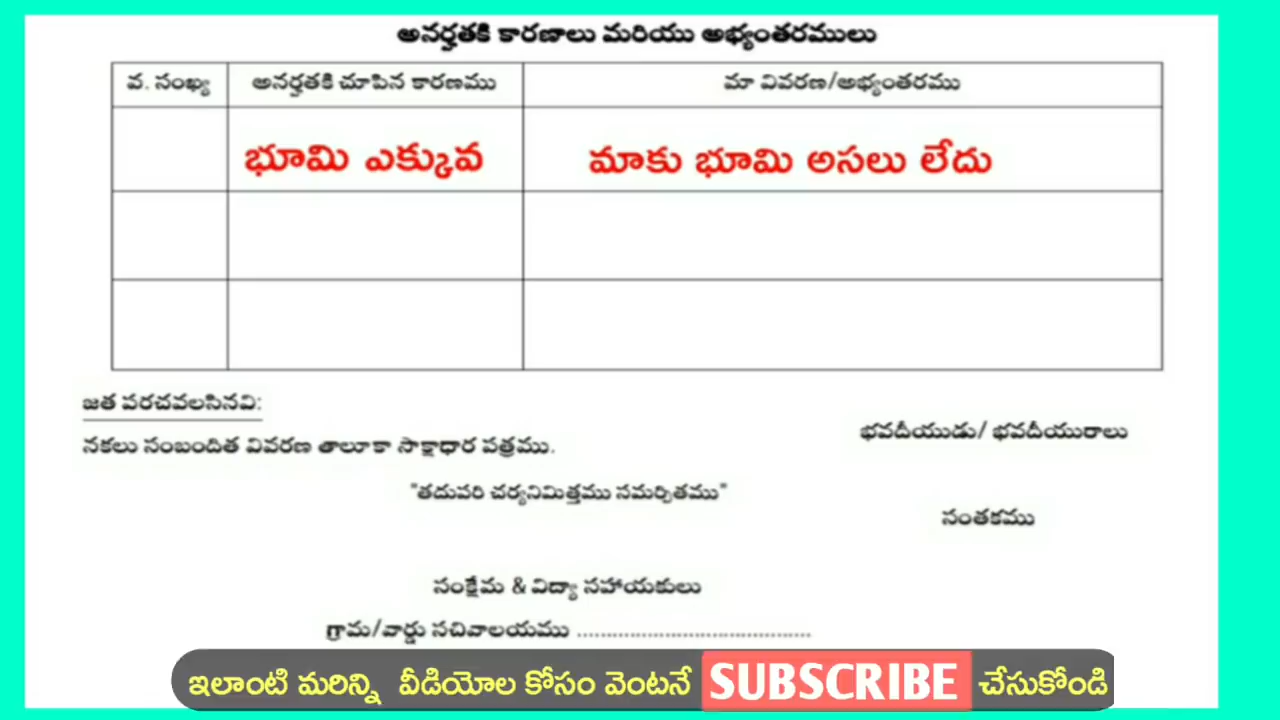 అనర్హతకి కారణాలు మరియు అభ్యంతరములు
వ. సంఖ్య అనర్హతకి చూపిన కారణము మా వివరణ/అభ్యంతరము
భూమి ఎక్కువ మాకు భూమి అసలు లేదు
జత పరచవలసినవి:
భవదీయుడు/ భవదీయురాలు
నకలు సంబందిత వివరణ తాలూకా సాక్షాధార పత్రము.
"తదుపరి చర్యనిమిత్తము సమర్పితము"
సంతకము
సంక్షేమ & విద్యా సహాయకులు
గ్రామ/వార్డు సచివాలయము ........................................
ఇలాంటి మరిన్ని వీడియోల కోసం వెంటనే SUBSCRIBE చేసుకోండి